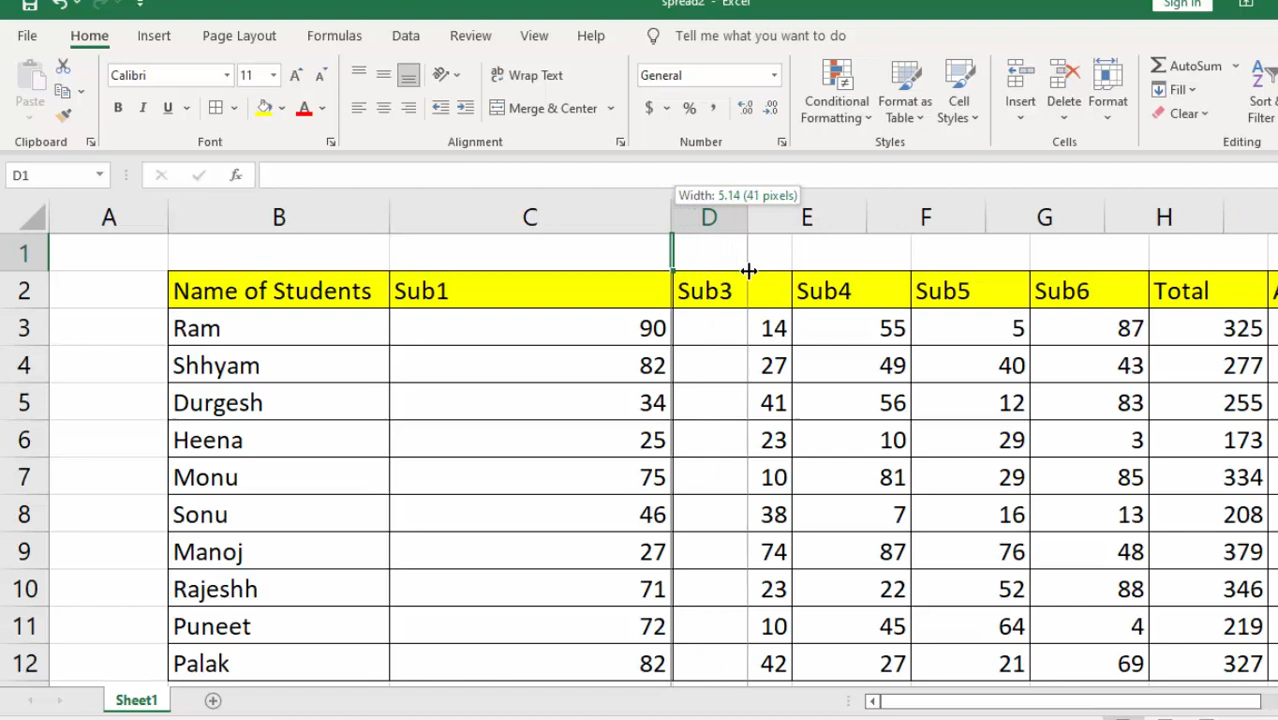 spread2 - Excel
Sign in
File Home Insert Page Layout Formulas Data Review View Help Tell me what you want to do
Paste
Calibri 11
B I U A
ab Wrap Text
Merge & Center
General
$ % ,
Conditional Formatting
Format as Table
Cell Styles
Insert Delete Format
AutoSum
Fill
Clear
Sort & Filter
Clipboard Font Alignment Number Styles Cells Editing
D1 fx
Width: 5.14 (41 pixels)
A B C D E F G H
1
2 Name of Students Sub1 Sub3 Sub4 Sub5 Sub6 Total
3 Ram 90 14 55 5 87 325
4 Shhyam 82 27 49 40 43 277
5 Durgesh 34 41 56 12 83 255
6 Heena 25 23 10 29 3 173
7 Monu 75 10 81 29 85 334
8 Sonu 46 38 7 16 13 208
9 Manoj 27 74 87 76 48 379
10 Rajeshh 71 23 22 52 88 346
11 Puneet 72 10 45 64 4 219
12 Palak 82 42 27 21 69 327
Sheet1